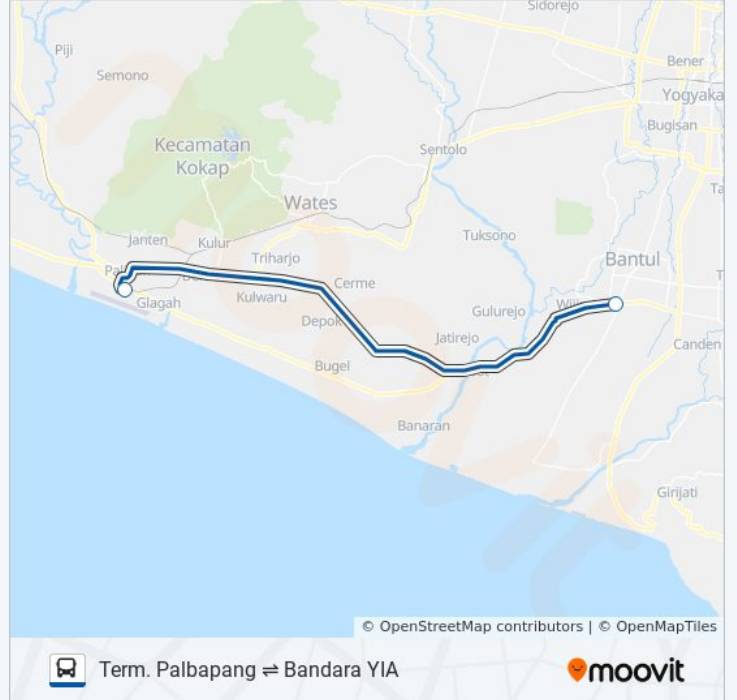 Sidorejo
Piji
Bener
Semono
Yogyaka
Bugisan
Kecamatan
Kokap
Sentolo
Ta
Wates
Janten
Kulur
Tuksono
Triharjo
Bantul
Cerme
Kulwaru
Glagah
Gulurejo
Depok
Jatirejo
Canden
Bugel
Banaran
Girijati
© OpenStreetMap contributors | © OpenMapTiles
Term. Palbapang ⇌ Bandara YIA
moovit